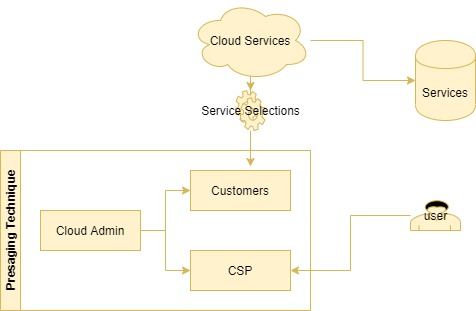 Cloud Services
Services
Service Selections
Presaging Technique
Customers
Cloud Admin
user
CSP